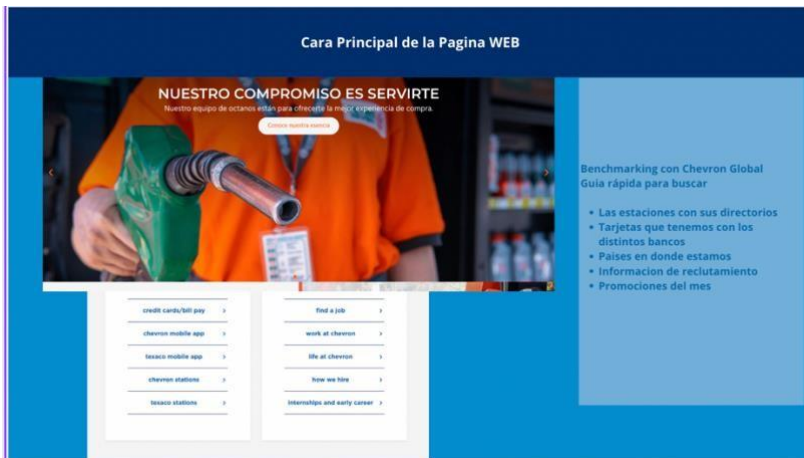 Cara Principal de la Pagina WEB
NUESTRO COMPROMISO ES SERVIRTE
Nuestro equipo de octanos están para ofrecerte la mejor experiencia de compra.
Conoce nuestra esencia
Benchmarking con Chevron Global
Guia rápida para buscar
• Las estaciones con sus directorios
• Tarjetas que tenemos con los
distintos bancos
• Paises en donde estamos
• Informacion de reclutamiento
• Promociones del mes
credit cards/bill pay
chevron mobile app
texaco mobile app
chevron stations
texaco stations
find a job
work at chevron
life at chevron
how we hire
internships and early career